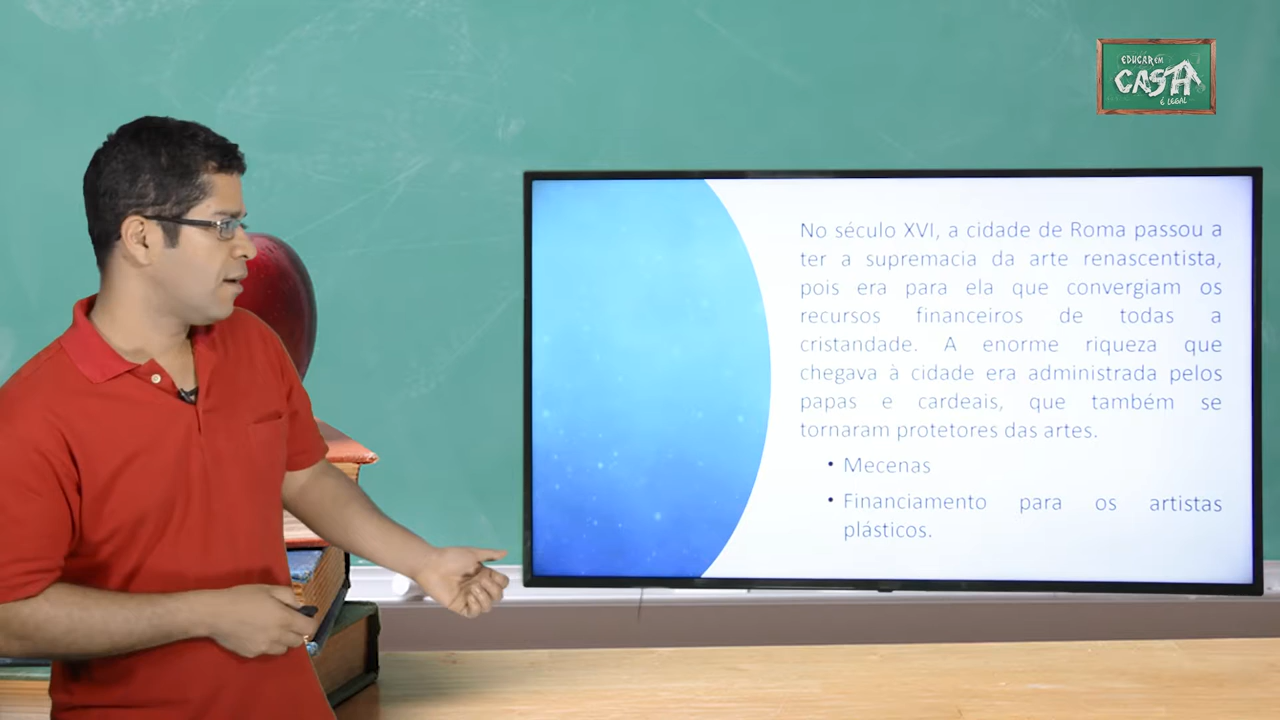 EDUCAR EM
CASA
É LEGAL
No século XVI, a cidade de Roma passou a
ter a supremacia da arte renascentista,
pois era para ela que convergiam os
recursos financeiros de todas a
cristandade. A enorme riqueza que
chegava à cidade era administrada pelos
papas e cardeais, que também se
tornaram protetores das artes.
• Mecenas
• Financiamento para os artistas
plásticos.